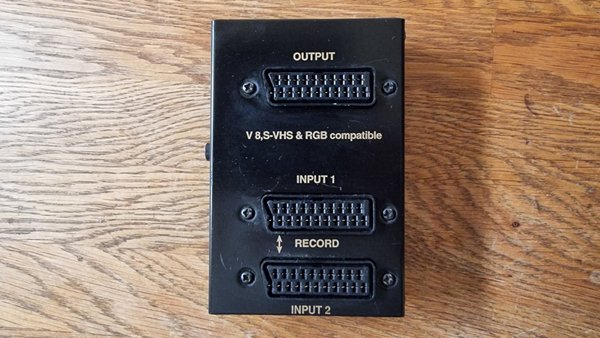 OUTPUT
V 8,S-VHS & RGB compatible
INPUT 1
RECORD
INPUT 2